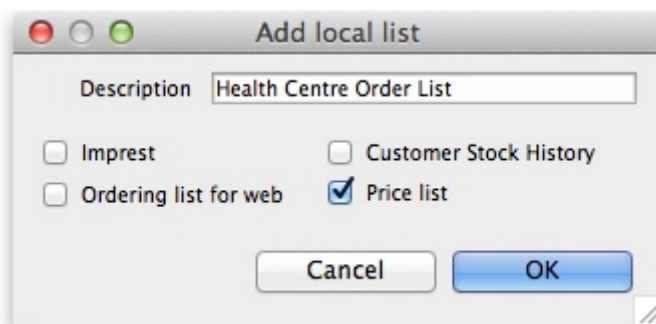 Add local list
Description Health Centre Order List
Imprest Customer Stock History
Ordering list for web Price list
Cancel OK